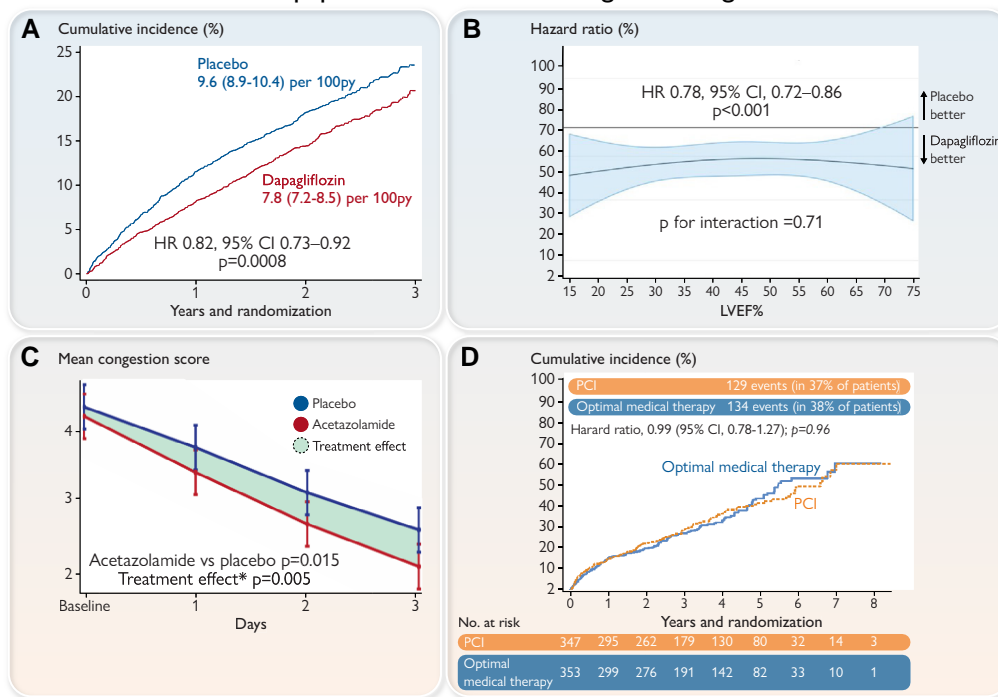 A Cumulative incidence (%)
25
20
15
10
5
0
Placebo
9.6 (8.9-10.4) per 100py
Dapagliflozin
7.8 (7.2-8.5) per 100py
HR 0.82, 95% CI 0.73–0.92
p=0.0008
0 1 2 3
Years and randomization
B Hazard ratio (%)
100
90
80
70
60
50
40
30
20
10
2
HR 0.78, 95% CI, 0.72–0.86
p<0.001
p for interaction =0.71
Placebo
better
Dapagliflozin
better
15 20 25 30 35 40 45 50 55 60 65 70 75
LVEF%
C Mean congestion score
4
3
2
Placebo
Acetazolamide
Treatment effect
Acetazolamide vs placebo p=0.015
Treatment effect* p=0.005
Baseline 1 2 3
Days
D Cumulative incidence (%)
100
90
80
70
60
50
40
30
20
10
2
PCI 129 events (in 37% of patients)
Optimal medical therapy 134 events (in 38% of patients)
Harard ratio, 0.99 (95% CI, 0.78-1.27); p=0.96
Optimal medical therapy
PCI
0 1 2 3 4 5 6 7 8
Years and randomization
No. at risk
PCI 347 295 262 179 130 80 32 14 3
Optimal
medical therapy 353 299 276 191 142 82 33 10 1